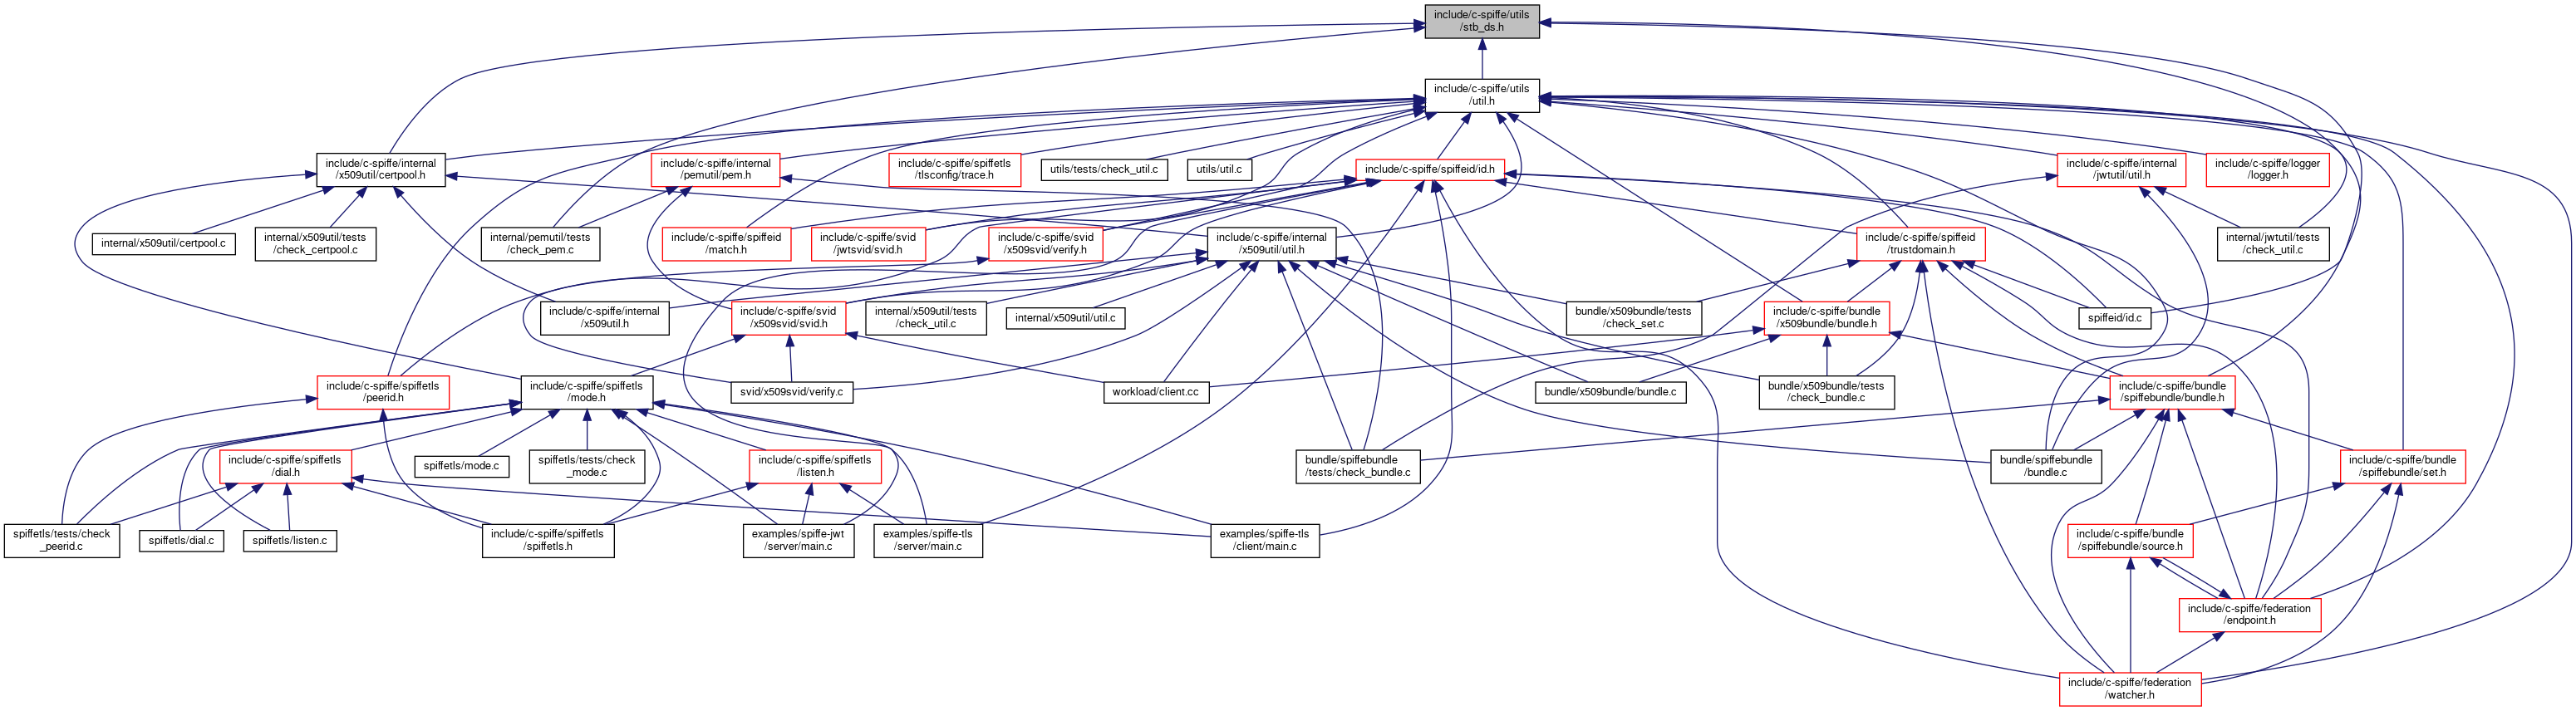 include/c-spiffe/utils
/stb_ds.h
include/c-spiffe/utils
/util.h
include/c-spiffe/internal
/x509util/certpool.h
include/c-spiffe/internal
/pemutil/pem.h
include/c-spiffe/spiffetls
/tlsconfig/trace.h
utils/tests/check_util.c
utils/util.c
include/c-spiffe/spiffeid/id.h
include/c-spiffe/internal
/jwtutil/util.h
include/c-spiffe/logger
/logger.h
internal/x509util/certpool.c
internal/x509util/tests
/check_certpool.c
internal/pemutil/tests
/check_pem.c
include/c-spiffe/spiffeid
/match.h
include/c-spiffe/svid
/jwtsvid/svid.h
include/c-spiffe/svid
/x509svid/verify.h
include/c-spiffe/internal
/x509util/util.h
include/c-spiffe/spiffeid
/trustdomain.h
internal/jwtutil/tests
/check_util.c
include/c-spiffe/internal
/x509util.h
include/c-spiffe/svid
/x509svid/svid.h
internal/x509util/tests
/check_util.c
internal/x509util/util.c
bundle/x509bundle/tests
/check_set.c
include/c-spiffe/bundle
/x509bundle/bundle.h
spiffeid/id.c
include/c-spiffe/spiffetls
/peerid.h
include/c-spiffe/spiffetls
/mode.h
svid/x509svid/verify.c
workload/client.cc
bundle/x509bundle/bundle.c
bundle/x509bundle/tests
/check_bundle.c
include/c-spiffe/bundle
/spiffebundle/bundle.h
include/c-spiffe/spiffetls
/dial.h
spiffetls/mode.c
spiffetls/tests/check
_mode.c
include/c-spiffe/spiffetls
/listen.h
bundle/spiffebundle
/tests/check_bundle.c
bundle/spiffebundle
/bundle.c
include/c-spiffe/bundle
/spiffebundle/set.h
spiffetls/tests/check
_peerid.c
spiffetls/dial.c
spiffetls/listen.c
include/c-spiffe/spiffetls
/spiffetls.h
examples/spiffe-jwt
/server/main.c
examples/spiffe-tls
/server/main.c
examples/spiffe-tls
/client/main.c
include/c-spiffe/bundle
/spiffebundle/source.h
include/c-spiffe/federation
/endpoint.h
include/c-spiffe/federation
/watcher.h